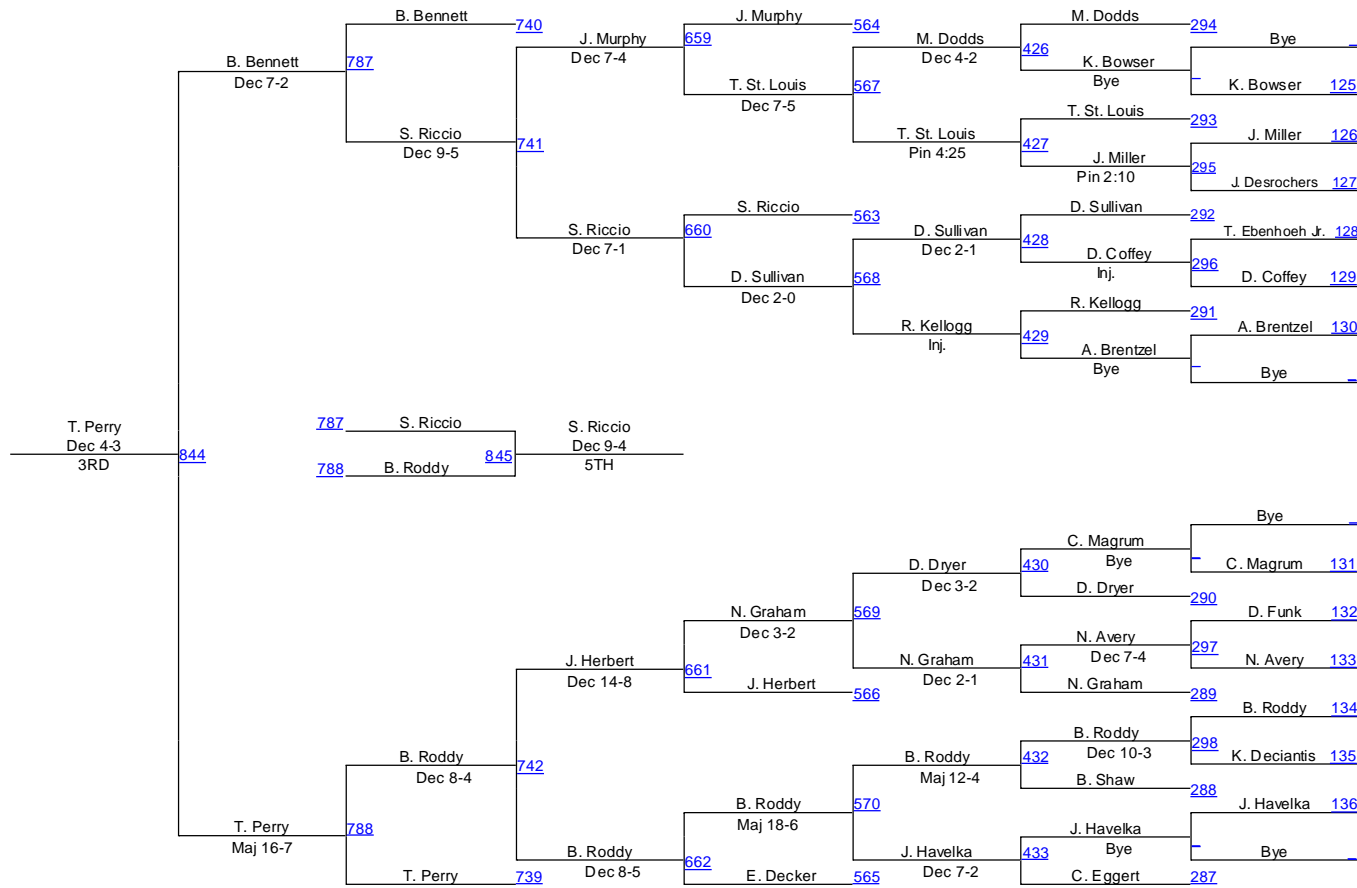 B. Bennett
740
J. Murphy
564
M. Dodds
294
J. Murphy
659
M. Dodds
426
Bye
Dec 7-4
Dec 4-2
B. Bennett
787
K. Bowser
Bye
Dec 7-2
T. St. Louis
567
K. Bowser
125
Dec 7-5
T. St. Louis
293
S. Riccio
741
T. St. Louis
427
J. Miller
126
Dec 9-5
Pin 4:25
J. Miller
295
Pin 2:10
J. Desrochers
127
S. Riccio
563
D. Sullivan
292
S. Riccio
660
D. Sullivan
428
T. Ebenhoeh Jr.
128
Dec 7-1
Dec 2-1
D. Coffey
296
Inj.
D. Sullivan
568
D. Coffey
129
Dec 2-0
R. Kellogg
291
R. Kellogg
429
A. Brentzel
130
Inj.
A. Brentzel
Bye
Bye
T. Perry
787
S. Riccio
S. Riccio
Dec 4-3
844
845
Dec 9-4
3RD
788
B. Roddy
5TH
Bye
C. Magrum
Bye
D. Dryer
430
C. Magrum
131
Dec 3-2
D. Dryer
290
N. Graham
569
D. Funk
132
Dec 3-2
N. Avery
297
Dec 7-4
J. Herbert
661
N. Graham
431
N. Avery
133
Dec 14-8
Dec 2-1
J. Herbert
566
N. Graham
289
B. Roddy
134
B. Roddy
298
Dec 10-3
B. Roddy
742
B. Roddy
432
K. Deciantis
135
Dec 8-4
Maj 12-4
B. Shaw
288
B. Roddy
570
J. Havelka
136
Maj 18-6
T. Perry
788
J. Havelka
Bye
Maj 16-7
B. Roddy
662
J. Havelka
433
Bye
Dec 8-5
Dec 7-2
T. Perry
739
E. Decker
565
C. Eggert
287